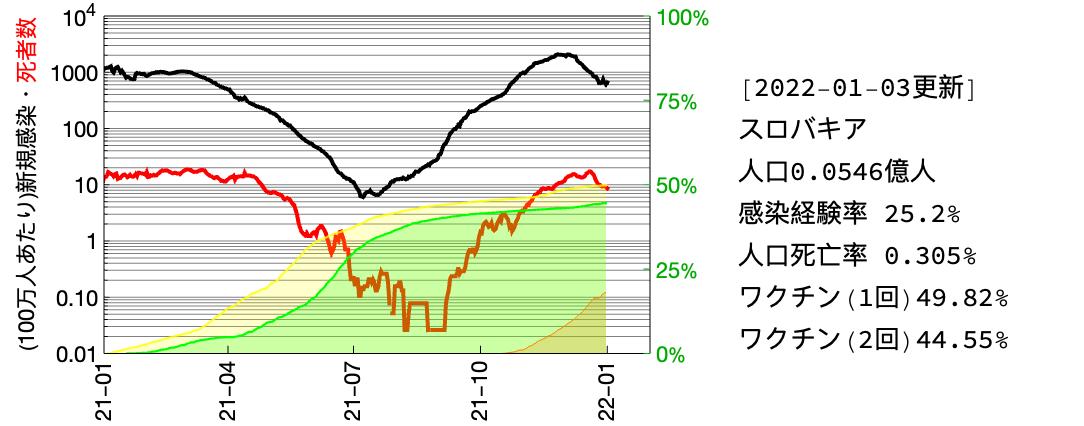 (100万人あたり)新規感染・死者数
10^4
1000
100
10
1
0.10
0.01
100%
75%
50%
25%
0%
21-01
21-04
21-07
21-10
22-01
[2022-01-03更新]
スロバキア
人口0.0546億人
感染経験率 25.2%
人口死亡率 0.305%
ワクチン(1回)49.82%
ワクチン(2回)44.55%